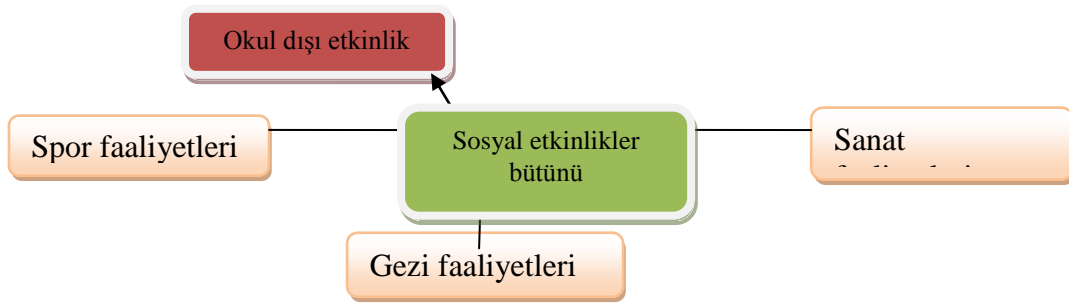 Okul dışı etkinlik
Spor faaliyetleri
Sosyal etkinlikler
bütünü
Sanat
Gezi faaliyetleri